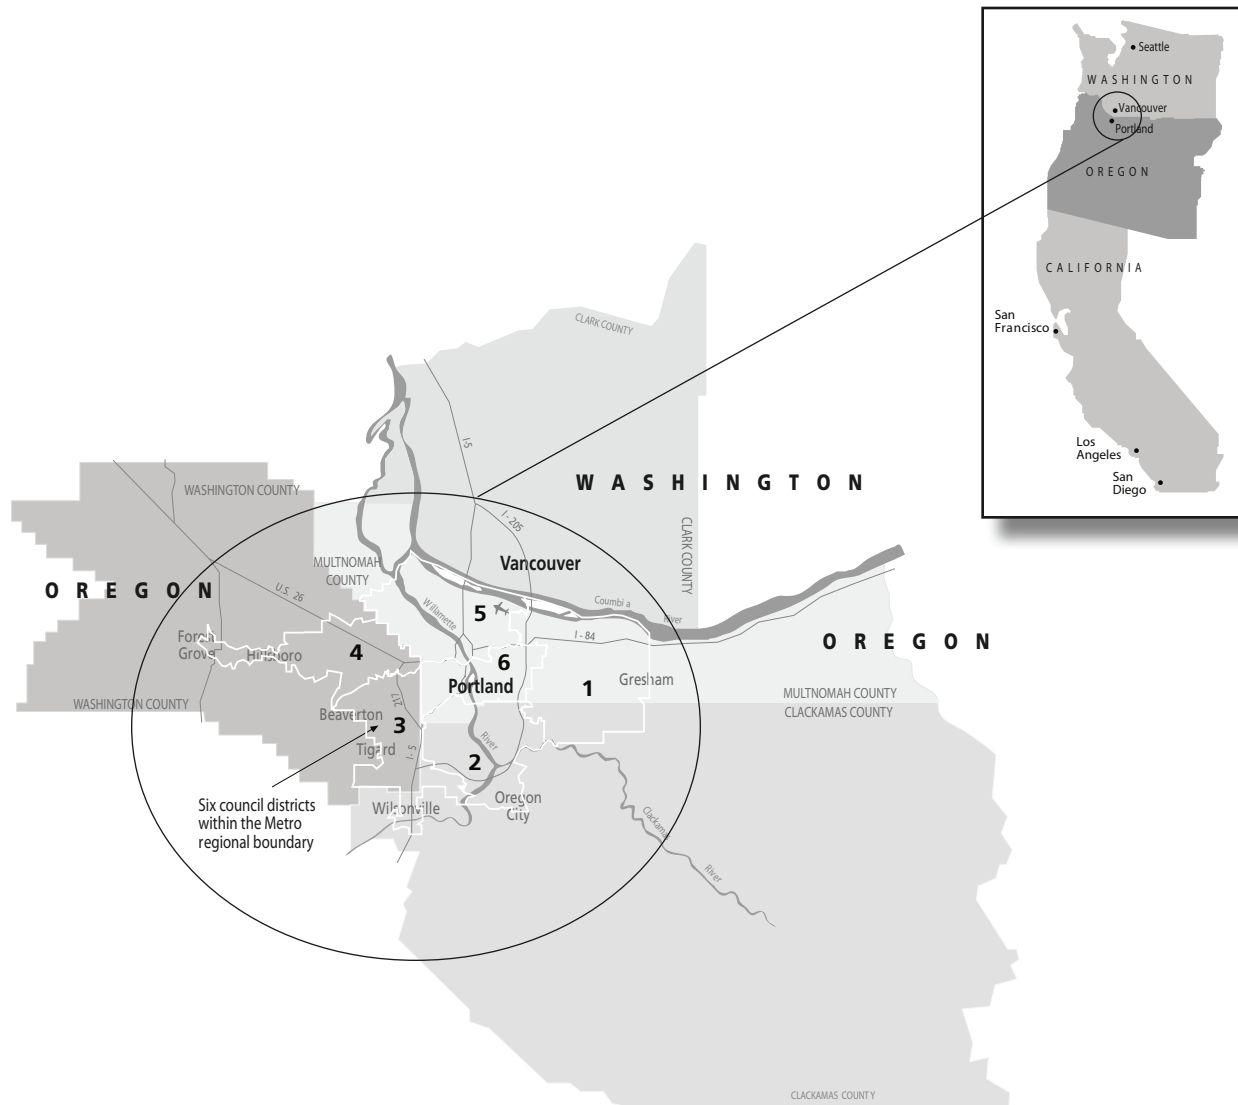 Seattle
WASHINGTON
Vancouver
Portland
OREGON
CALIFORNIA
San
Francisco
Los
Angeles
San
Diego
CLARK COUNTY
I-5
WASHINGTON
WASHINGTON COUNTY
I - 205
CLARK COUNTY
Vancouver
MULTNOMAH
COUNTY
OREGON
U.S. 26
Willamette
5
Coumbi a
River
I - 84
OREGON
Forest
Grove
Hillsboro
4
6
Portland
1
Gresham
MULTNOMAH COUNTY
CLACKAMAS COUNTY
WASHINGTON COUNTY
217
Beaverton
3
Tigard
I - 5
River
2
Six council districts
within the Metro
regional boundary
Wilsonville
Oregon
City
Clackamas
River
CLACKAMAS COUNTY